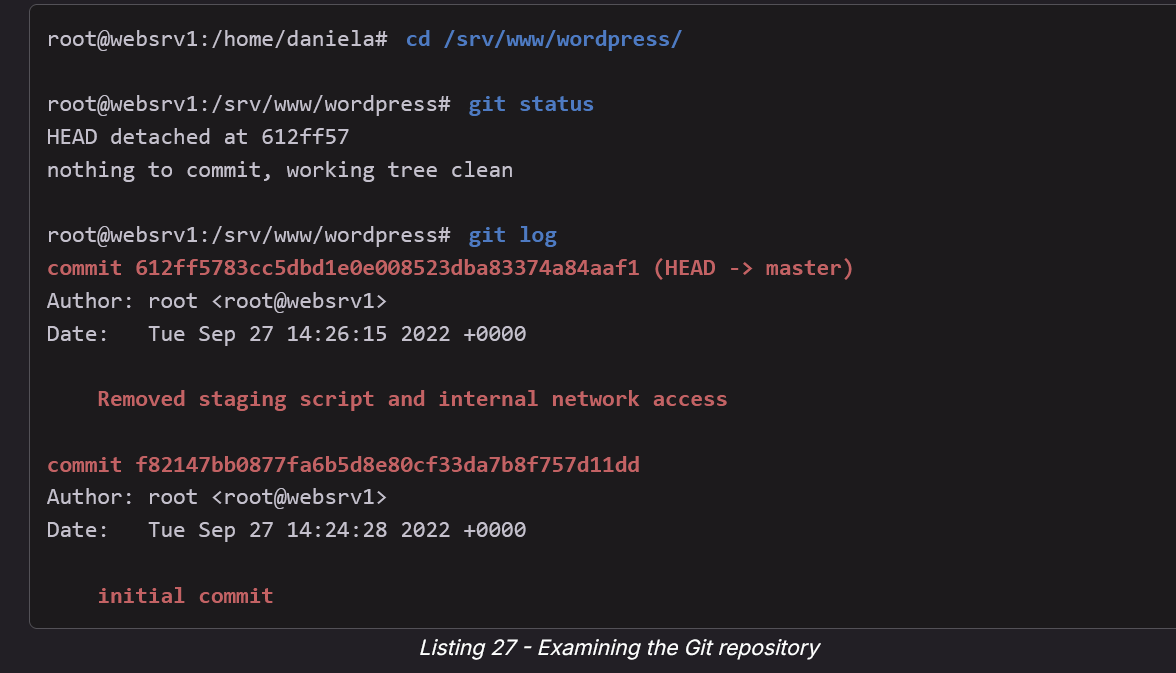 root@websrv1:/home/daniela# cd /srv/www/wordpress/
root@websrv1:/srv/www/wordpress# git status
HEAD detached at 612ff57
nothing to commit, working tree clean
root@websrv1:/srv/www/wordpress# git log
commit 612ff5783cc5dbd1e0e008523dba83374a84aaf1 (HEAD -> master)
Author: root <root@websrv1>
Date:   Tue Sep 27 14:26:15 2022 +0000
Removed staging script and internal network access
commit f82147bb0877fa6b5d8e80cf33da7b8f757d11dd
Author: root <root@websrv1>
Date:   Tue Sep 27 14:24:28 2022 +0000
initial commit
Listing 27 - Examining the Git repository